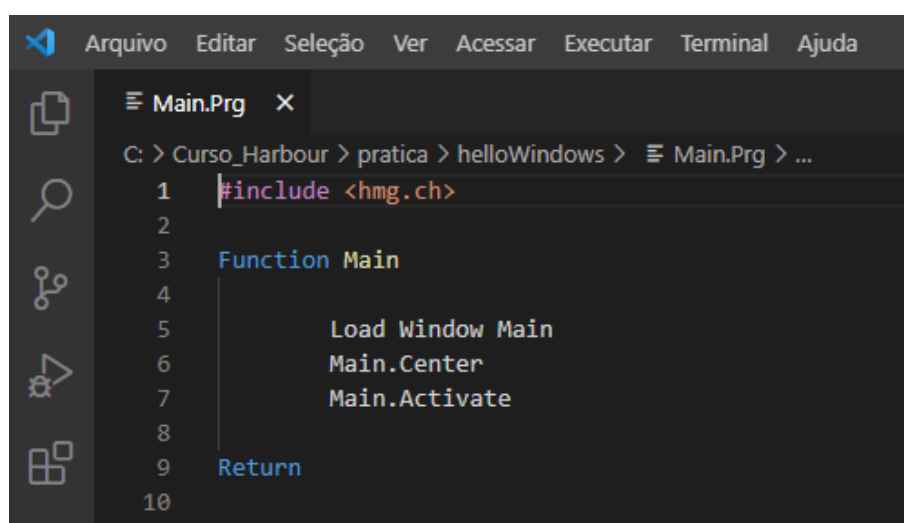 Arquivo Editar Seleção Ver Acessar Executar Terminal Ajuda
Main.Prg ×
C: > Curso_Harbour > pratica > helloWindows > Main.Prg > ...
1 #include <hmg.ch>
2
3 Function Main
4
5 Load Window Main
6 Main.Center
7 Main.Activate
8
9 Return
10